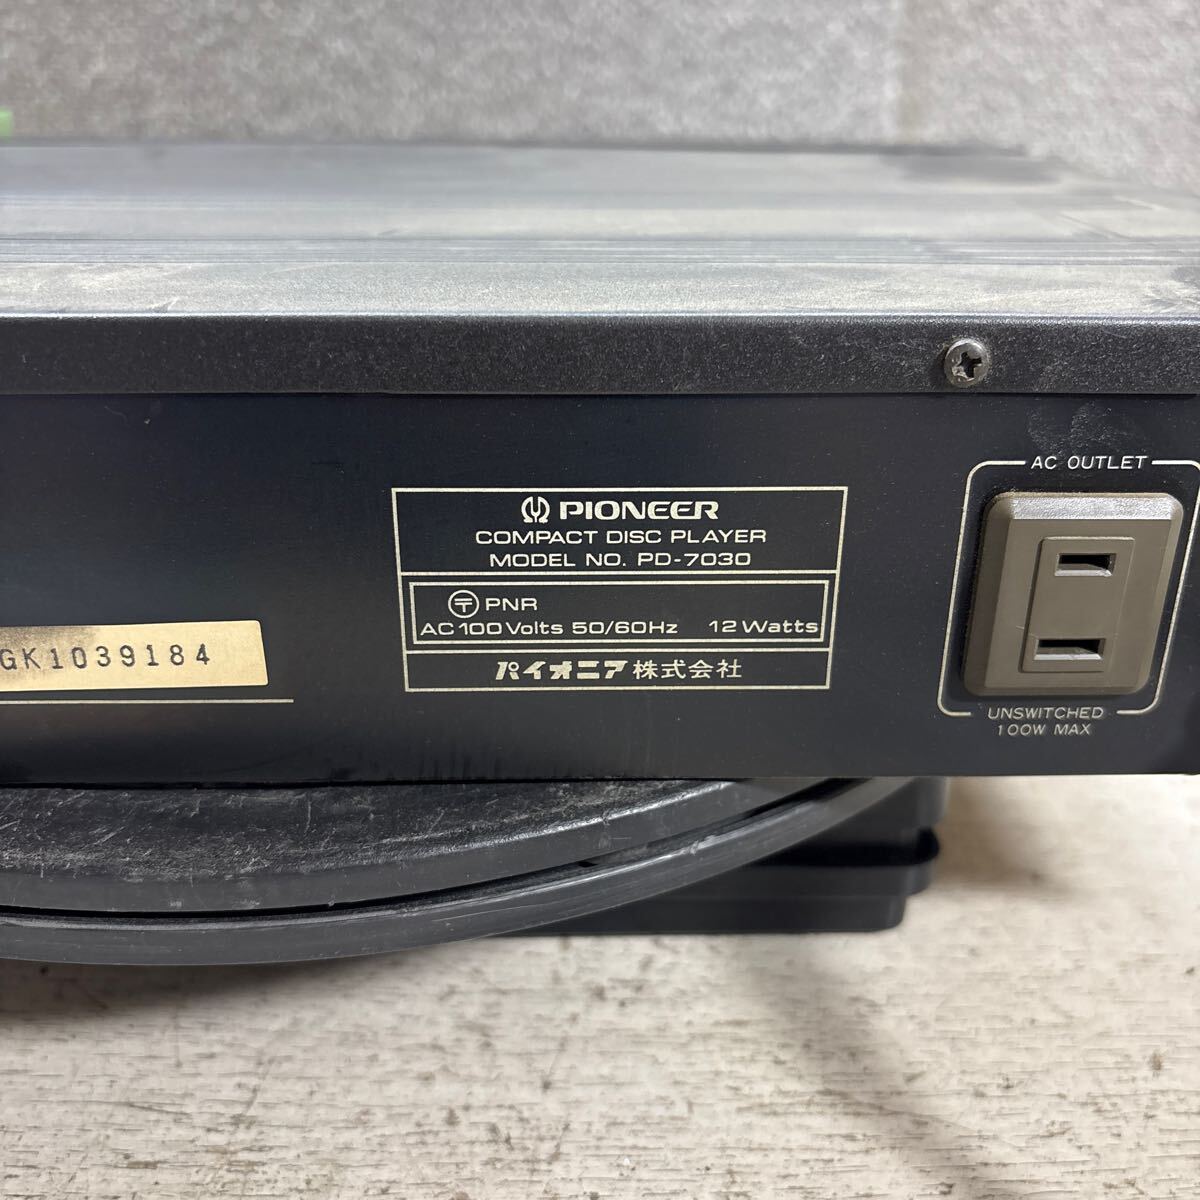 PIONEER
COMPACT DISC PLAYER
MODEL NO. PD-7030
〒 PNR
AC 100 Volts 50/60Hz 12 Watts
パイオニア株式会社
GK1039184
AC OUTLET
UNSWITCHED
100W MAX